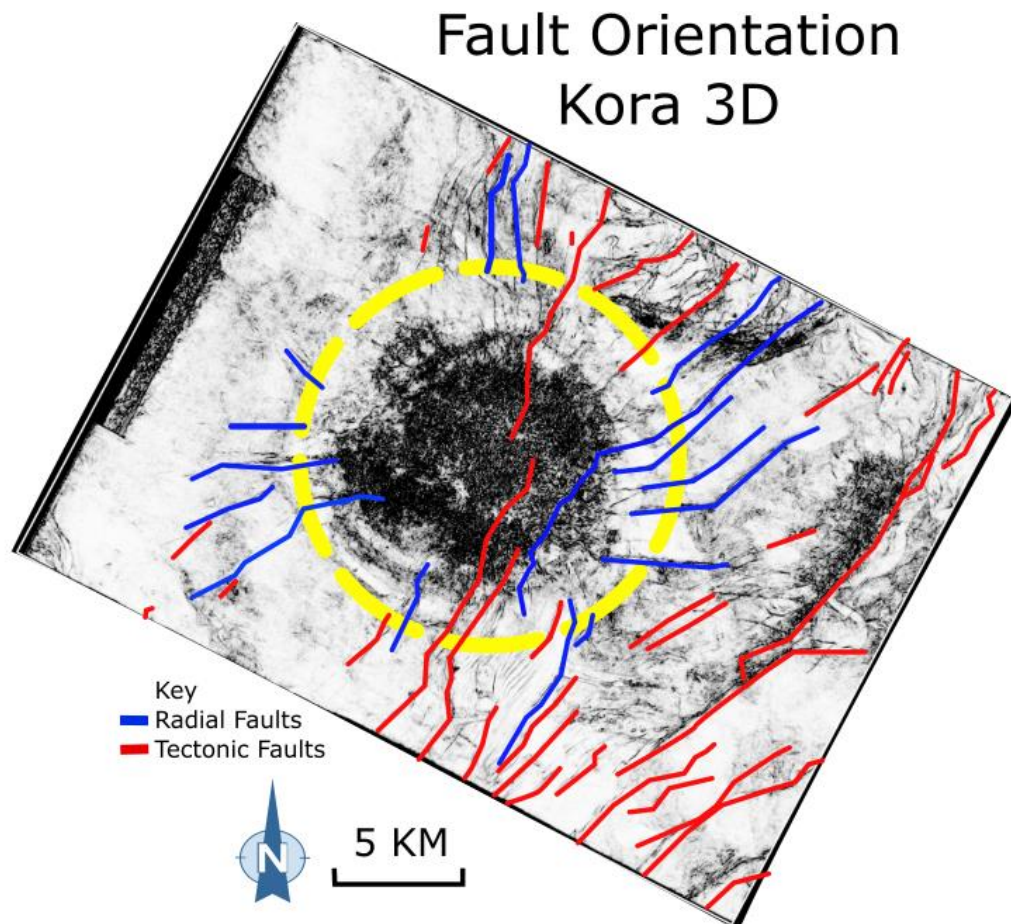 Fault Orientation
Kora 3D
Key
Radial Faults
Tectonic Faults
N
5 KM